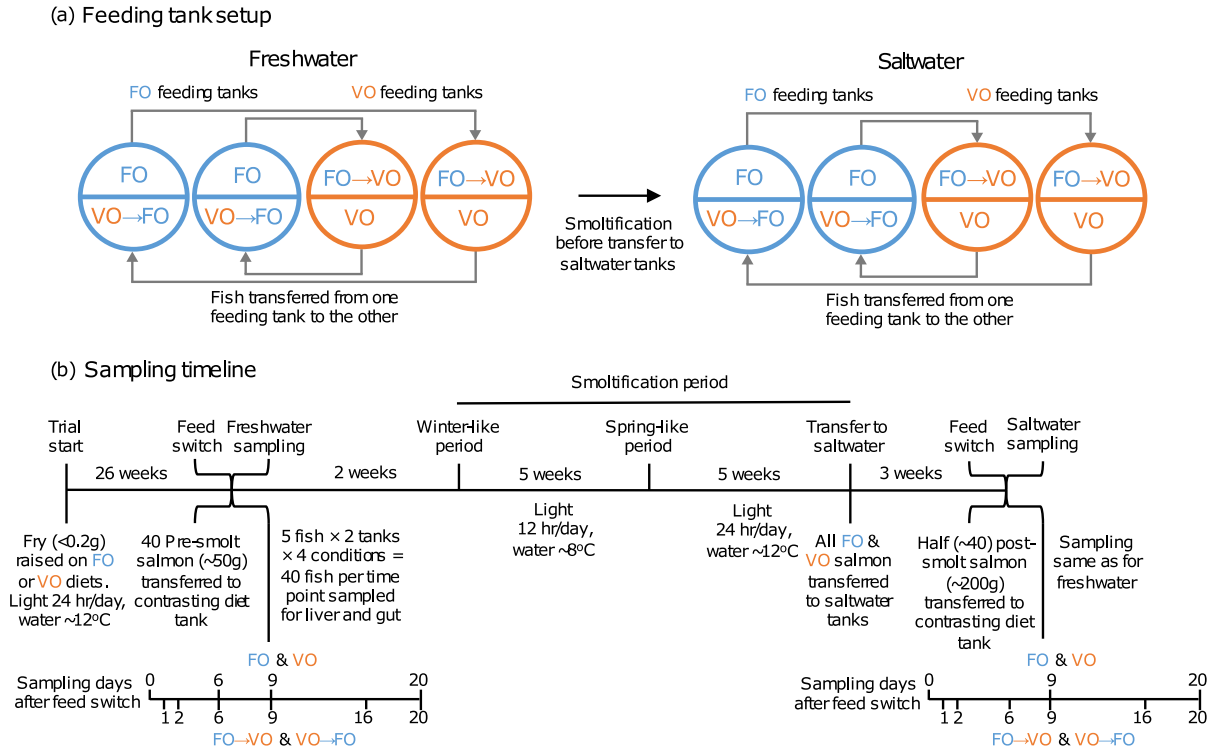 (a) Feeding tank setup
Freshwater
FO feeding tanks
VO feeding tanks
FO
FO
FO→VO
FO→VO
VO→FO
VO→FO
VO
VO
Fish transferred from one
feeding tank to the other
Smoltification
before transfer to
saltwater tanks
Saltwater
FO feeding tanks
VO feeding tanks
FO
FO
FO→VO
FO→VO
VO→FO
VO→FO
VO
VO
Fish transferred from one
feeding tank to the other
(b) Sampling timeline
Smoltification period
Trial
start
Feed
switch
Freshwater
sampling
Winter-like
period
Spring-like
period
Transfer to
saltwater
Feed
switch
Saltwater
sampling
26 weeks
2 weeks
5 weeks
5 weeks
3 weeks
Fry (<0.2g)
raised on FO
or VO diets.
Light 24 hr/day,
water ~12ºC
40 Pre-smolt
salmon (~50g)
transferred to
contrasting diet
tank
5 fish × 2 tanks
× 4 conditions =
40 fish per time
point sampled
for liver and gut
Light
12 hr/day,
water ~8ºC
Light
24 hr/day,
water ~12ºC
All FO &
VO salmon
transferred
to saltwater
tanks
Half (~40) post-
smolt salmon
(~200g)
transferred to
contrasting diet
tank
Sampling
same as for
freshwater
FO & VO
0 6 9 20
Sampling days
after feed switch
1 2 6 9 16 20
FO→VO & VO→FO
FO & VO
0 9 20
Sampling days
after feed switch
1 2 6 9 16 20
FO→VO & VO→FO